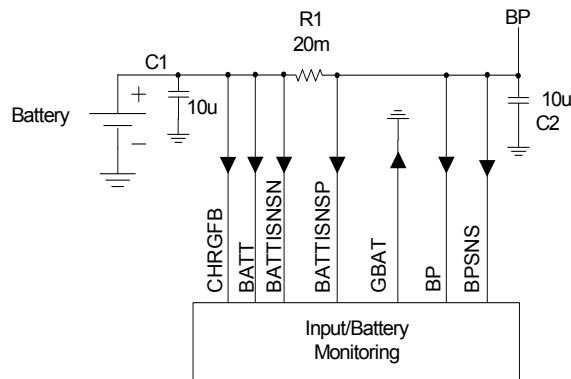 R1
20m
BP
C1
10u
+
Battery
−
10u
C2
CHRGFB
BATT
BATTISNSN
BATTISNSP
GBAT
BP
BPSNS
Input/Battery
Monitoring